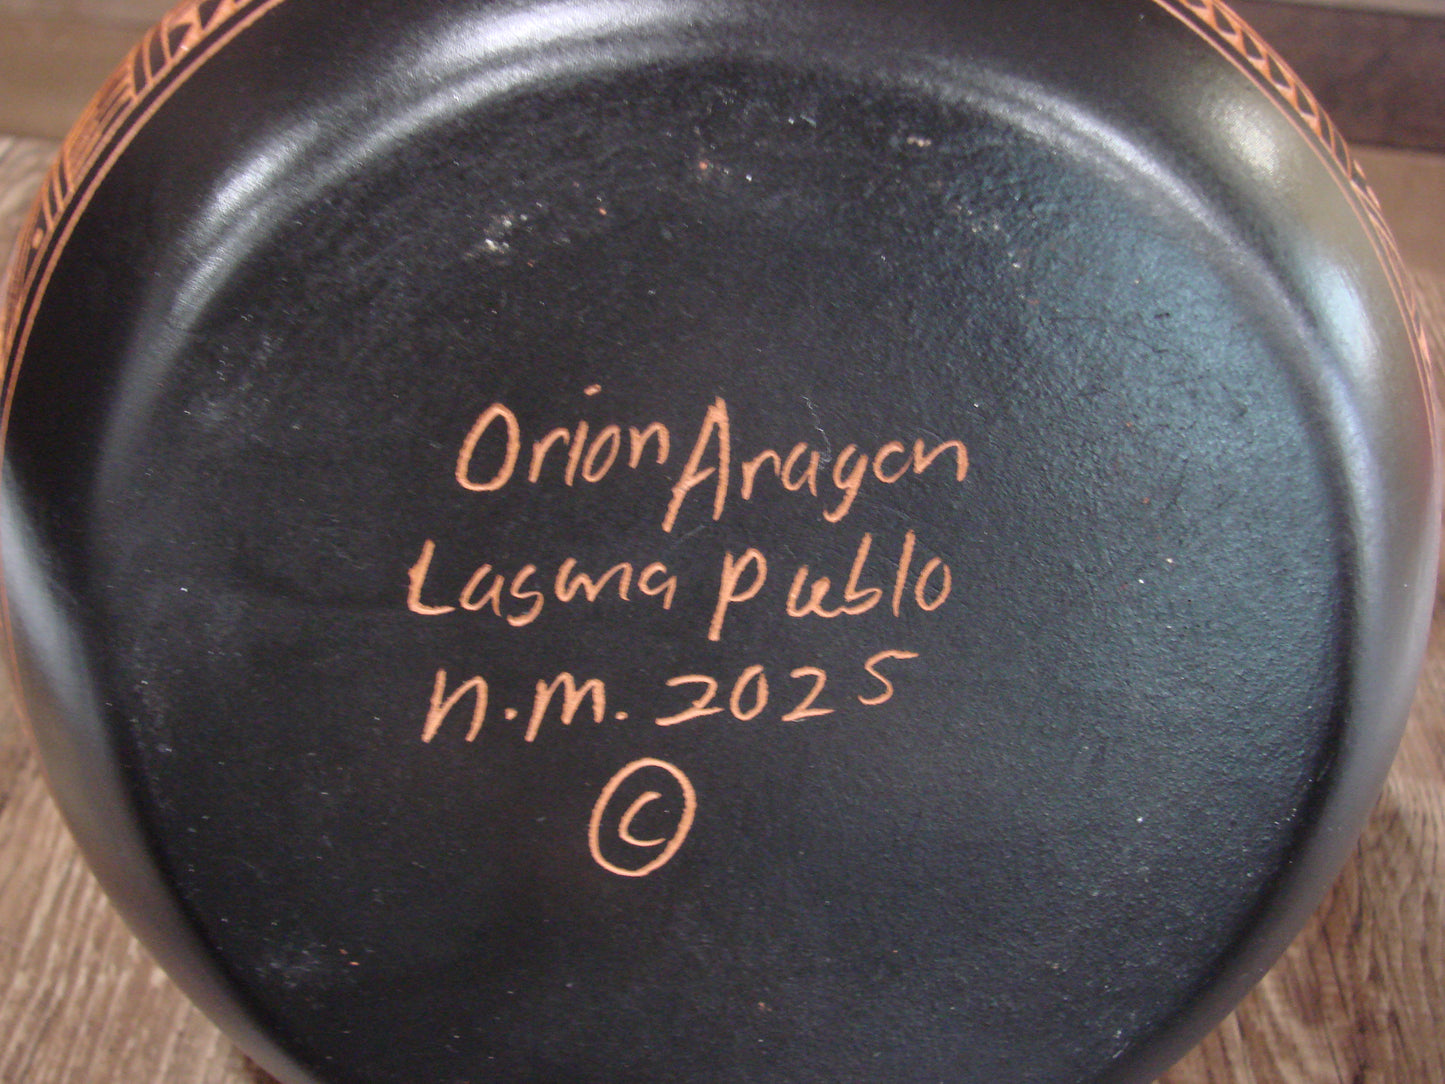 Orion Aragon
Laguna Pueblo
n.m. 2025
©